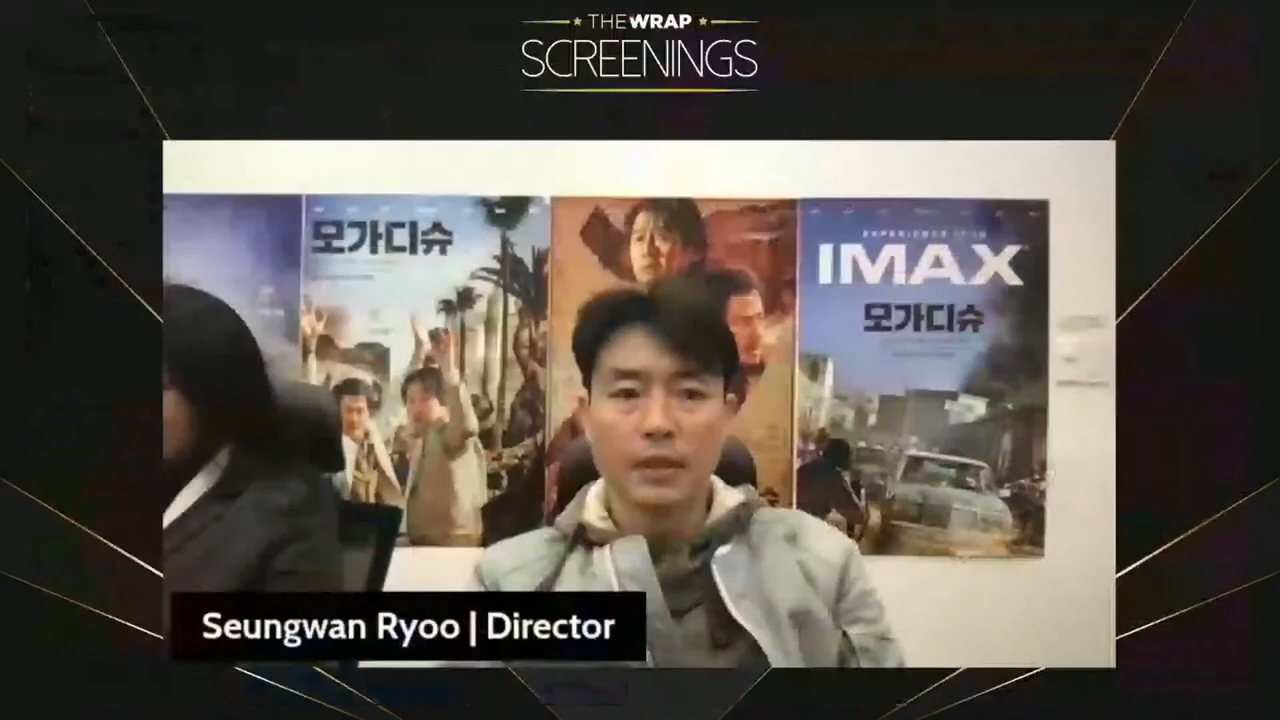 THE WRAP
SCREENINGS
모가디슈
IMAX
모가디슈
Seungwan Ryoo | Director